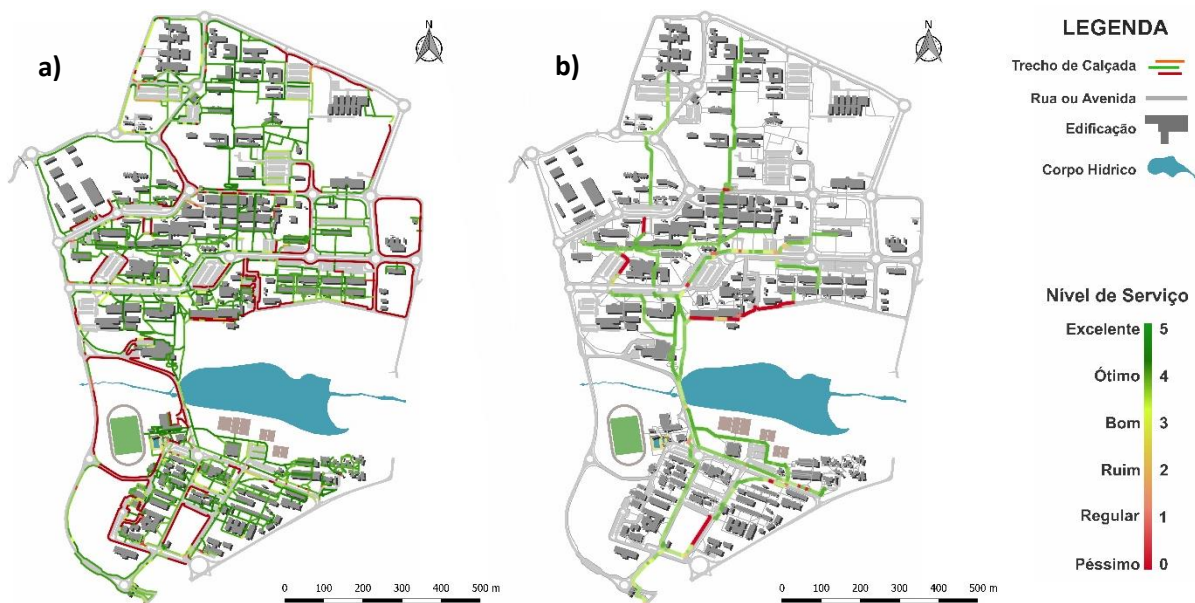 a)
N
b)
N
LEGENDA
Trecho de Calçada
Rua ou Avenida
Edificação
Corpo Hídrico
Nível de Serviço
Excelente 5
Ótimo 4
Bom 3
Ruim 2
Regular 1
Péssimo 0
0 100 200 300 400 500 m
0 100 200 300 400 500 m